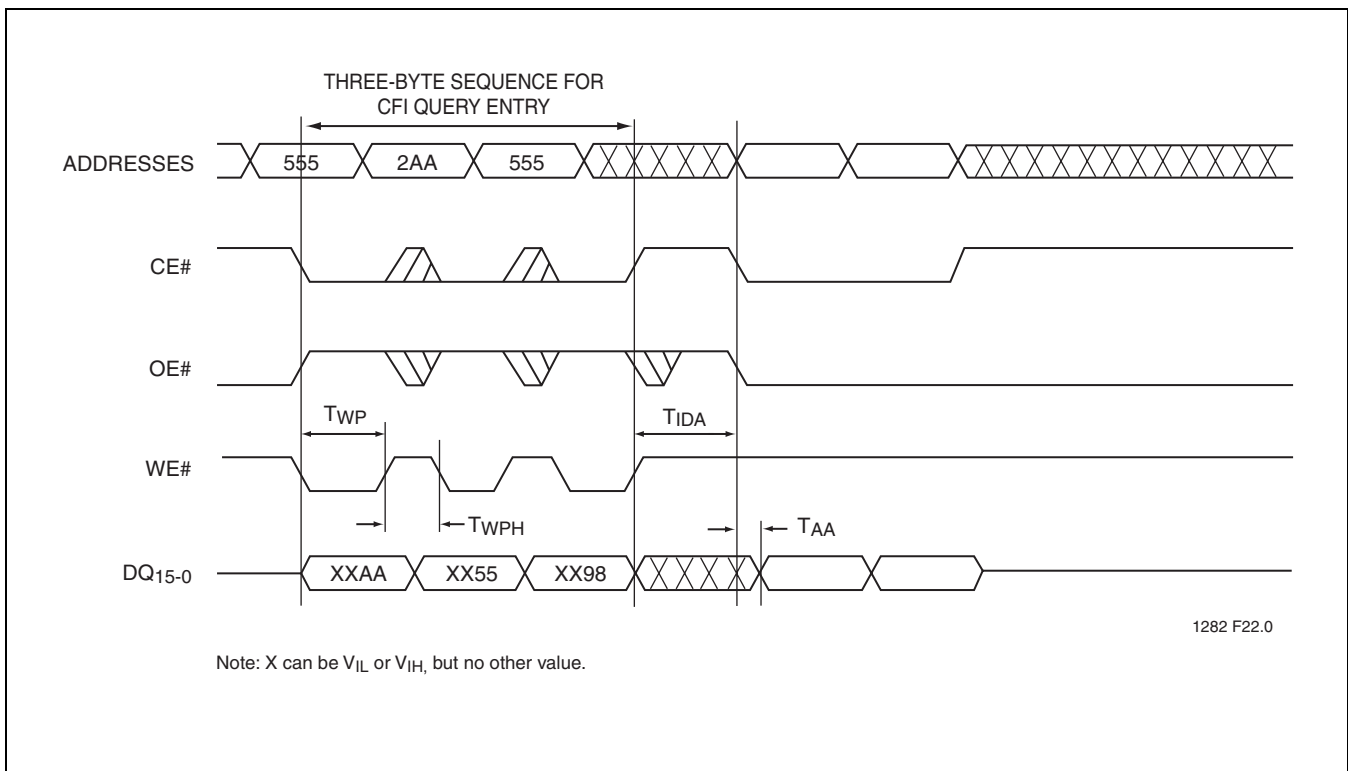 THREE-BYTE SEQUENCE FOR
CFI QUERY ENTRY
ADDRESSES
555
2AA
555
CE#
OE#
TWP
TIDA
WE#
TWPH
TAA
DQ15-0
XXAA
XX55
XX98
1282 F22.0
Note: X can be VIL or VIH, but no other value.